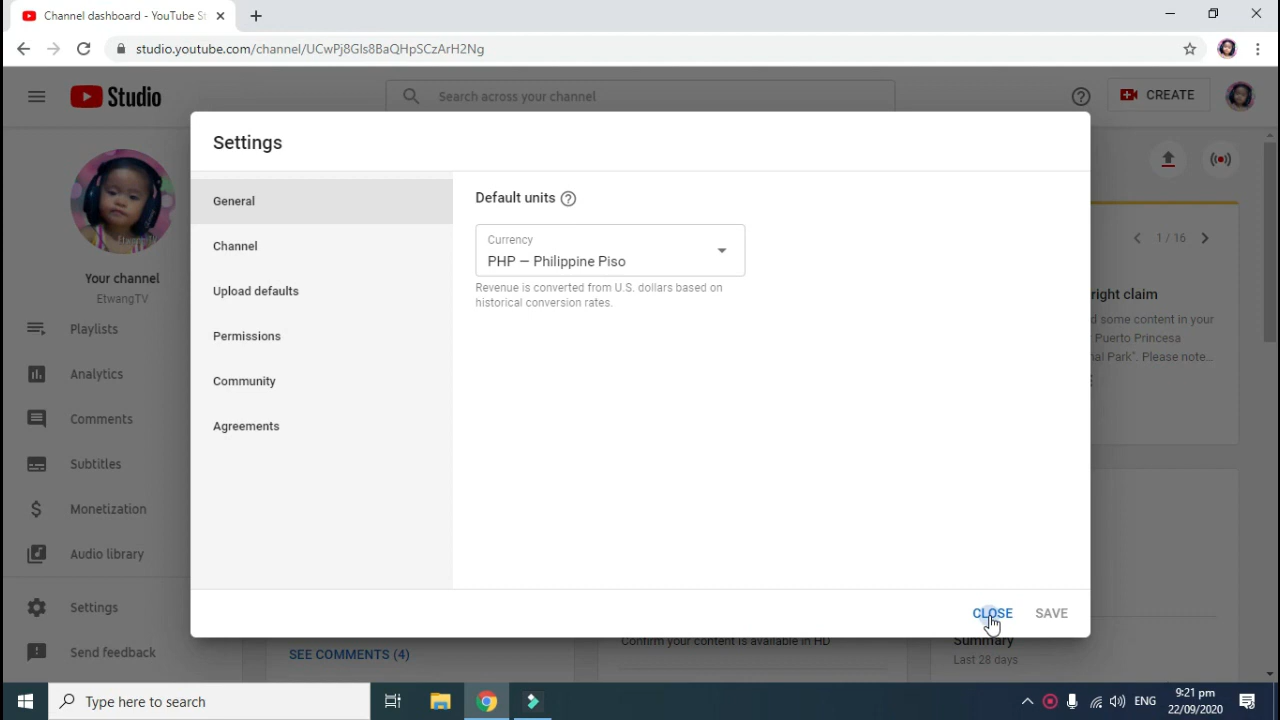 Channel dashboard - YouTube St
studio.youtube.com/channel/UCwPj8Gls8BaQHpSCzArH2Ng
Studio
Search across your channel
CREATE
Settings
General
Channel
Upload defaults
Permissions
Community
Agreements
Default units
Currency
PHP — Philippine Piso
Revenue is converted from U.S. dollars based on
historical conversion rates.
CLOSE
SAVE
Your channel
EtwangTV
Playlists
Analytics
Comments
Subtitles
Monetization
Audio library
Settings
Send feedback
1 / 16
right claim
d some content in your
Puerto Princesa
nal Park". Please note...
SEE COMMENTS (4)
Confirm your content is available in HD
Summary
Last 28 days
Type here to search
ENG
9:21 pm
22/09/2020